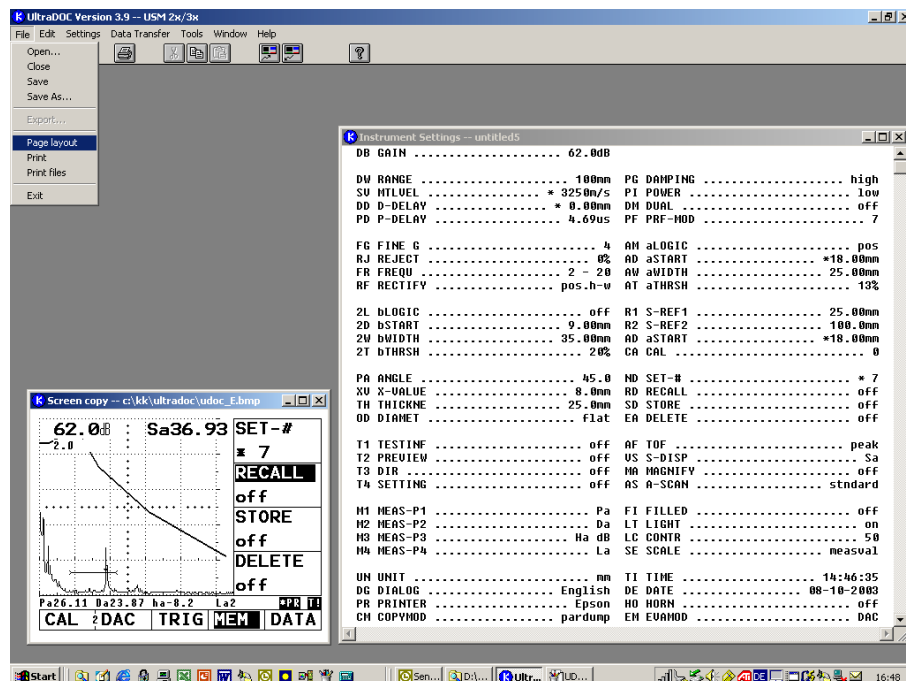 UltraDOC Version 3.9 -- USM 2x/3x
File Edit Settings Data Transfer Tools Window Help
Open...
Close
Save
Save As...
Export...
Page layout
Print
Print files
Exit
Instrument Settings -- untitled5
DB GAIN .................... 62.0dB
DW RANGE .................... 100mm PG DAMPING .................... high
SV MTLVEL ................ * 3250m/s PI POWER .................... low
DD D-DELAY ................ * 0.00mm DM DUAL .................... off
PD P-DELAY .................. 4.69us PF PRF-MOD .................... 7
FG FINE G .................... 4 AM aLOGIC .................... pos
RJ REJECT .................... 0% AD aSTART ................ *18.00mm
FR FREQU .................. 2 - 20 AW aWIDTH .................. 25.00mm
RF RECTIFY ................ pos.h-w AT aTHRSH .................... 13%
2L bLOGIC .................... off R1 S-REF1 .................. 25.00mm
2D bSTART .................. 9.00mm R2 S-REF2 .................. 100.0mm
2W bWIDTH .................. 35.00mm AD aSTART ................ *18.00mm
2T bTHRSH .................... 20% CA CAL .................... 0
PA ANGLE .................... 45.0 ND SET-# .................... * 7
XV X-VALUE .................. 8.0mm RD RECALL .................... off
TH THICKNE .................. 25.0mm SD STORE .................... off
OD DIAMET .................... flat EA DELETE .................... off
T1 TESTINF .................... off AF TOF .................... peak
T2 PREVIEW .................... off VS S-DISP .................... Sa
T3 DIR .................... off MA MAGNIFY .................... off
T4 SETTING .................... off AS A-SCAN .................. stndard
M1 MEAS-P1 .................... Pa FI FILLED .................... off
M2 MEAS-P2 .................... Da LT LIGHT .................... on
M3 MEAS-P3 .................... Ha dB LC CONTR .................... 50
M4 MEAS-P4 .................... La SE SCALE .................. measval
UN UNIT .................... mm TI TIME .................. 14:46:35
DG DIALOG .................. English DE DATE .................. 08-10-2003
PR PRINTER .................. Epson HO HORN .................... off
CM COPYMOD .................. pardump EM EVAMOD .................... DAC
Screen copy -- c:\kk\ultradoc\udoc_E.bmp
62.0dB : Sa36.93 SET-#
2.0
* 7
RECALL
off
STORE
off
DELETE
off
Pa26.11 Da23.87 ha-8.2 La2 *PR T!
CAL 2DAC TRIG MEM DATA
Start Sen... D:\... Ultr... UD... DE 16:48